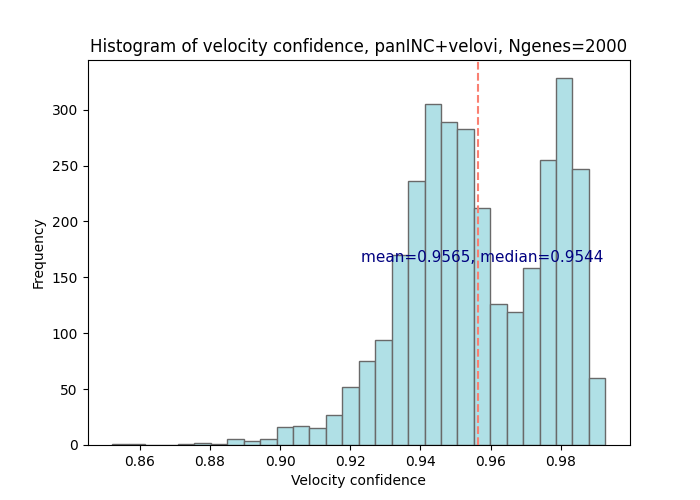 Histogram of velocity confidence, panINC+velovi, Ngenes=2000
300
250
200
mean=0.9565, median=0.9544
150
100
50
0
Frequency
0.86 0.88 0.90 0.92 0.94 0.96 0.98
Velocity confidence